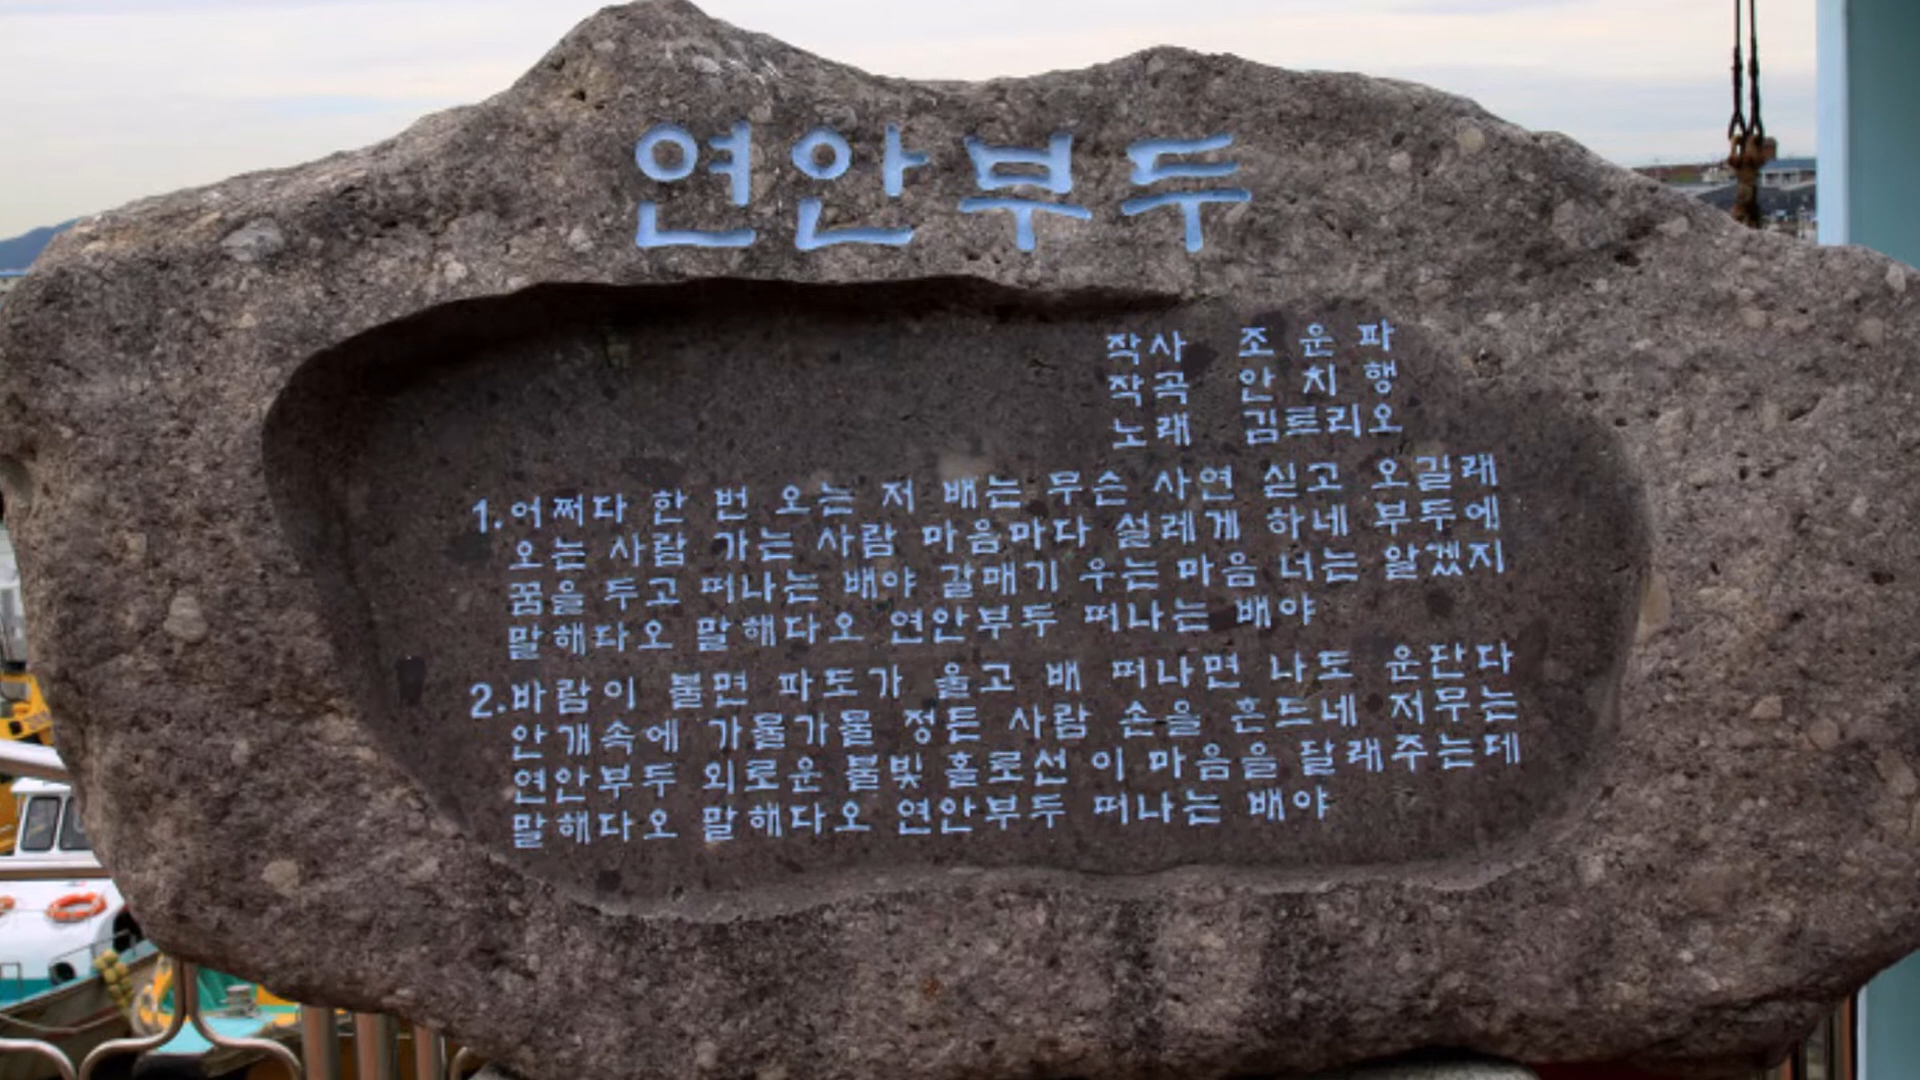 연안부두
작사 조 운 파
작곡 안 치 행
노래 김트리오
1.어쩌다 한 번 오는 저 배는 무슨 사연 싣고 오길래
오는 사람 가는 사람 마음마다 설레게 하네 부두에
꿈을 두고 떠나는 배야 갈매기 우는 마음 너는 알겠지
말해다오 말해다오 연안부두 떠나는 배야
2.바람이 불면 파도가 울고 배 떠나면 나도 운단다
안개속에 가물가물 정든 사람 손을 흔드네 저무는
연안부두 외로운 불빛 홀로선 이 마음을 달래주는데
말해다오 말해다오 연안부두 떠나는 배야